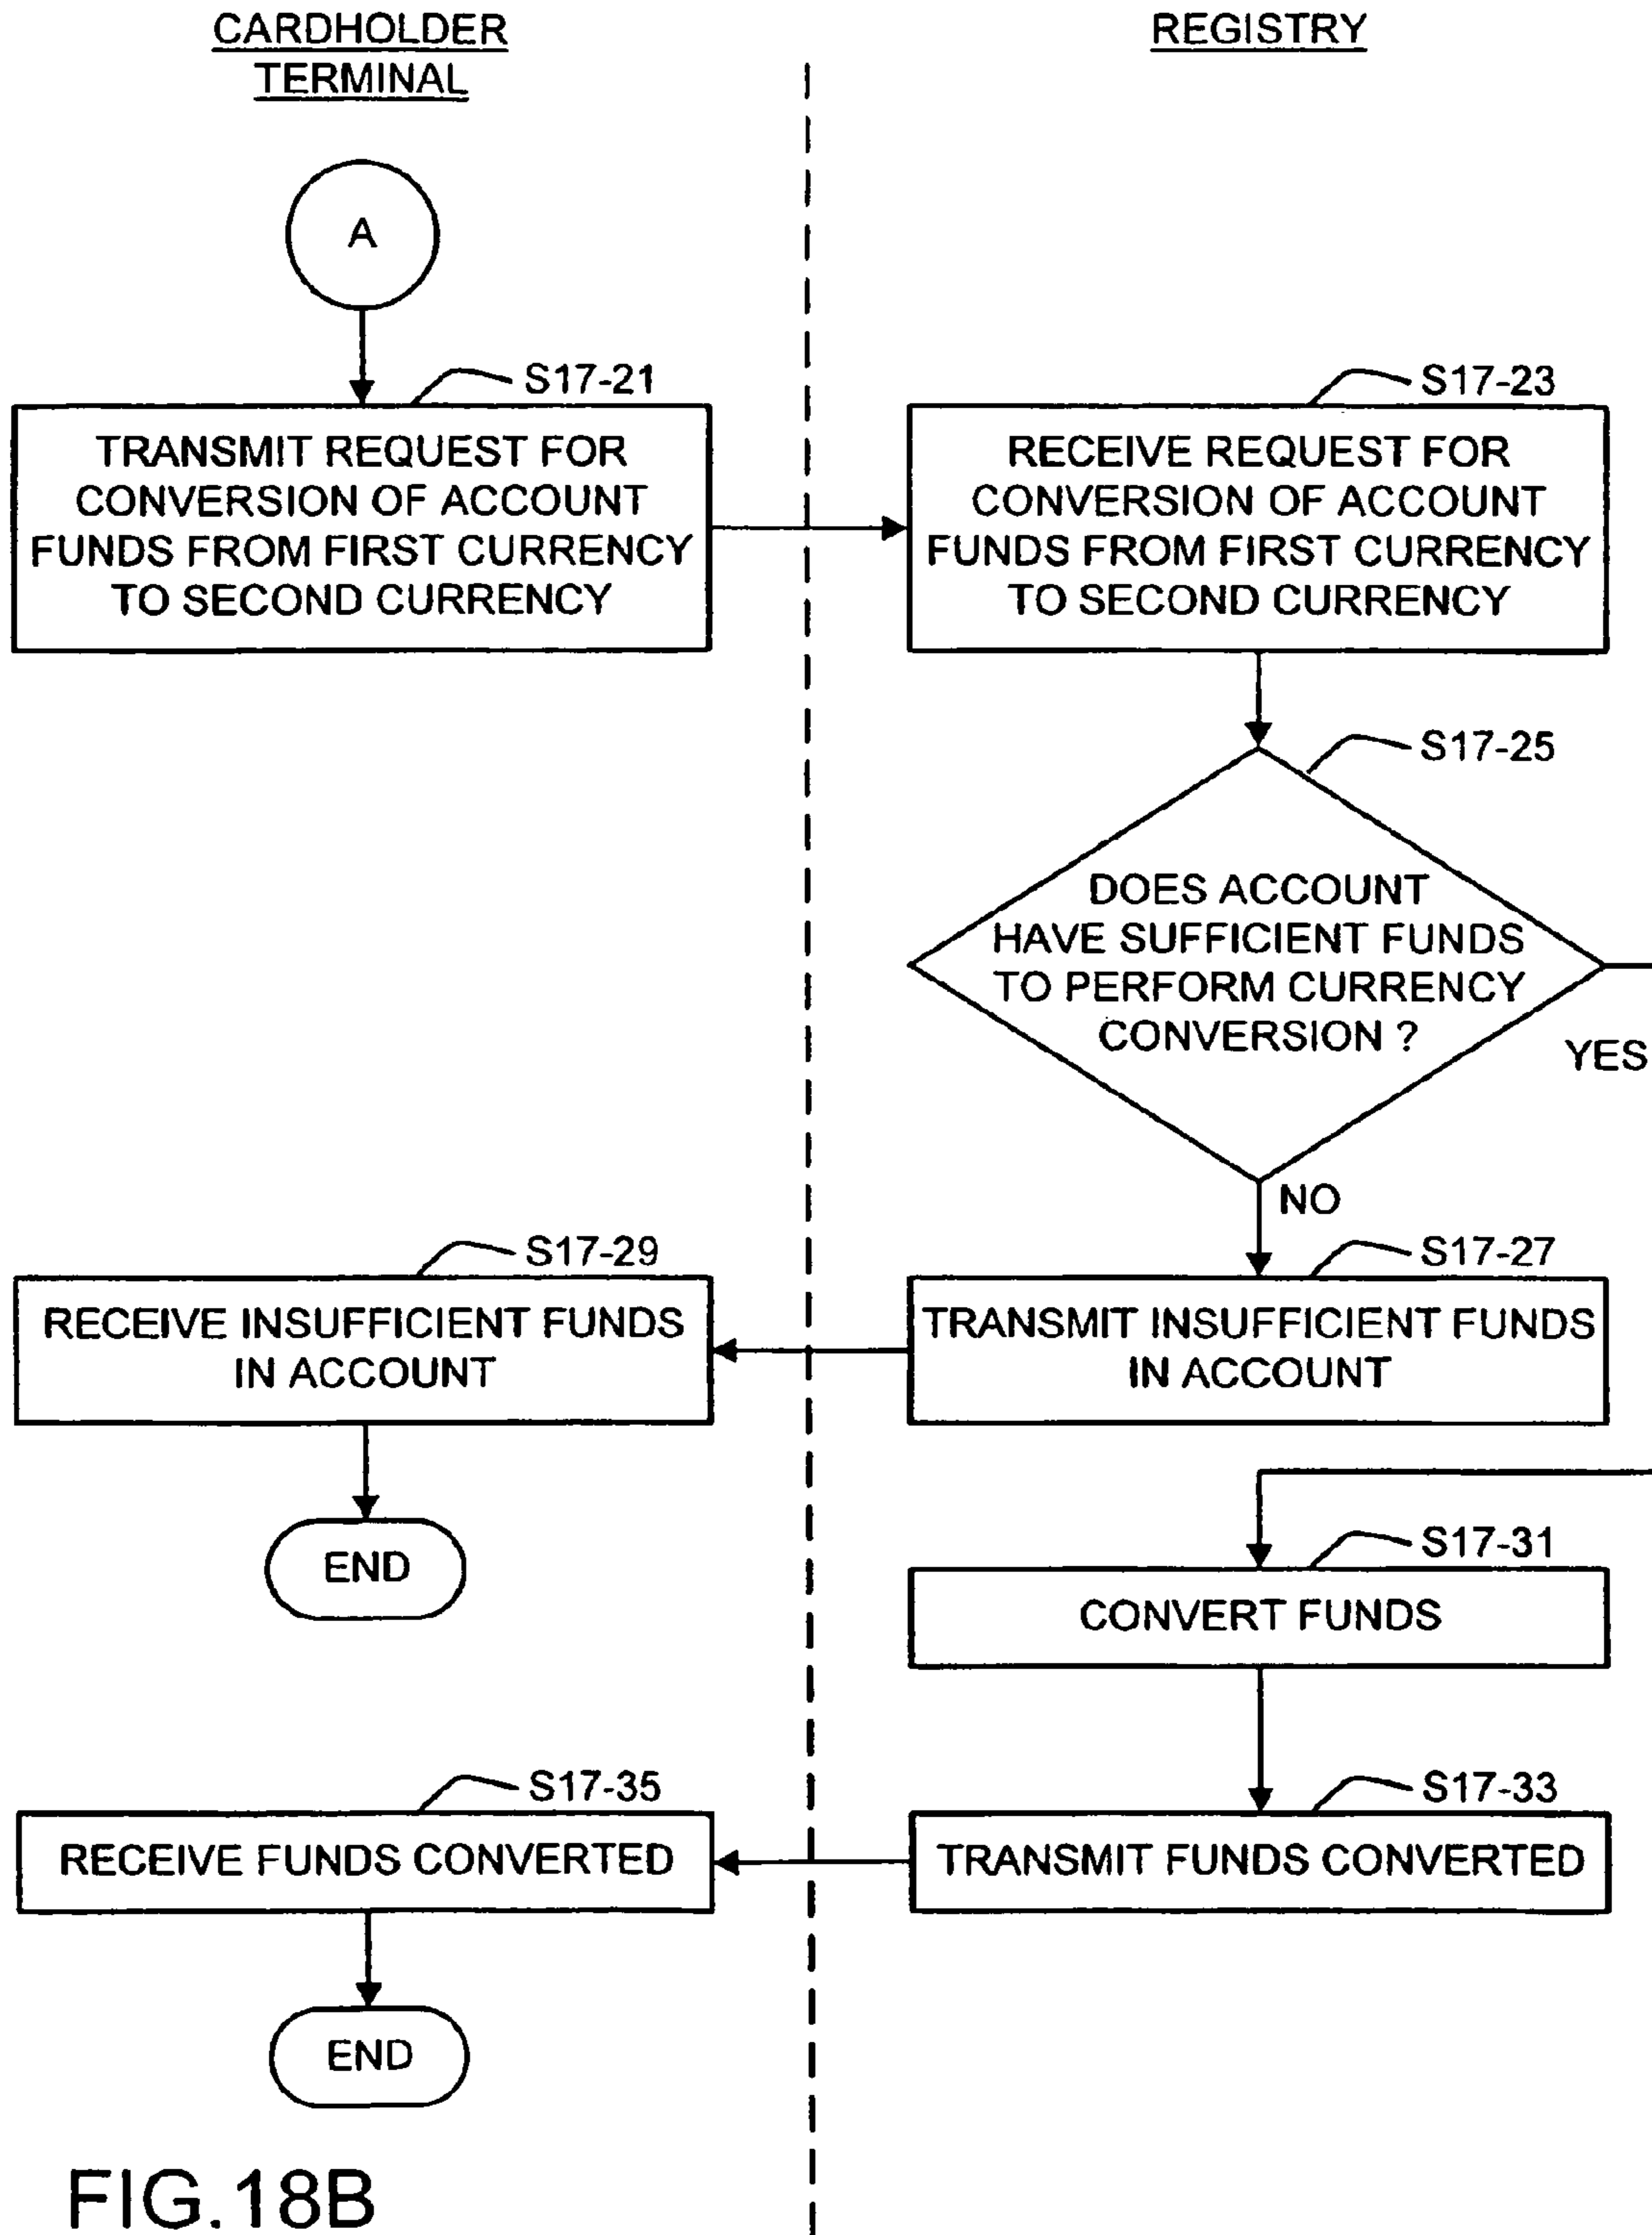 CARDHOLDER
TERMINAL
REGISTRY
A
S17-21
TRANSMIT REQUEST FOR
CONVERSION OF ACCOUNT
FUNDS FROM FIRST CURRENCY
TO SECOND CURRENCY
S17-23
RECEIVE REQUEST FOR
CONVERSION OF ACCOUNT
FUNDS FROM FIRST CURRENCY
TO SECOND CURRENCY
S17-25
DOES ACCOUNT
HAVE SUFFICIENT FUNDS
TO PERFORM CURRENCY
CONVERSION ?
YES
NO
S17-27
TRANSMIT INSUFFICIENT FUNDS
IN ACCOUNT
S17-29
RECEIVE INSUFFICIENT FUNDS
IN ACCOUNT
END
S17-31
CONVERT FUNDS
S17-33
TRANSMIT FUNDS CONVERTED
S17-35
RECEIVE FUNDS CONVERTED
END
FIG.18B